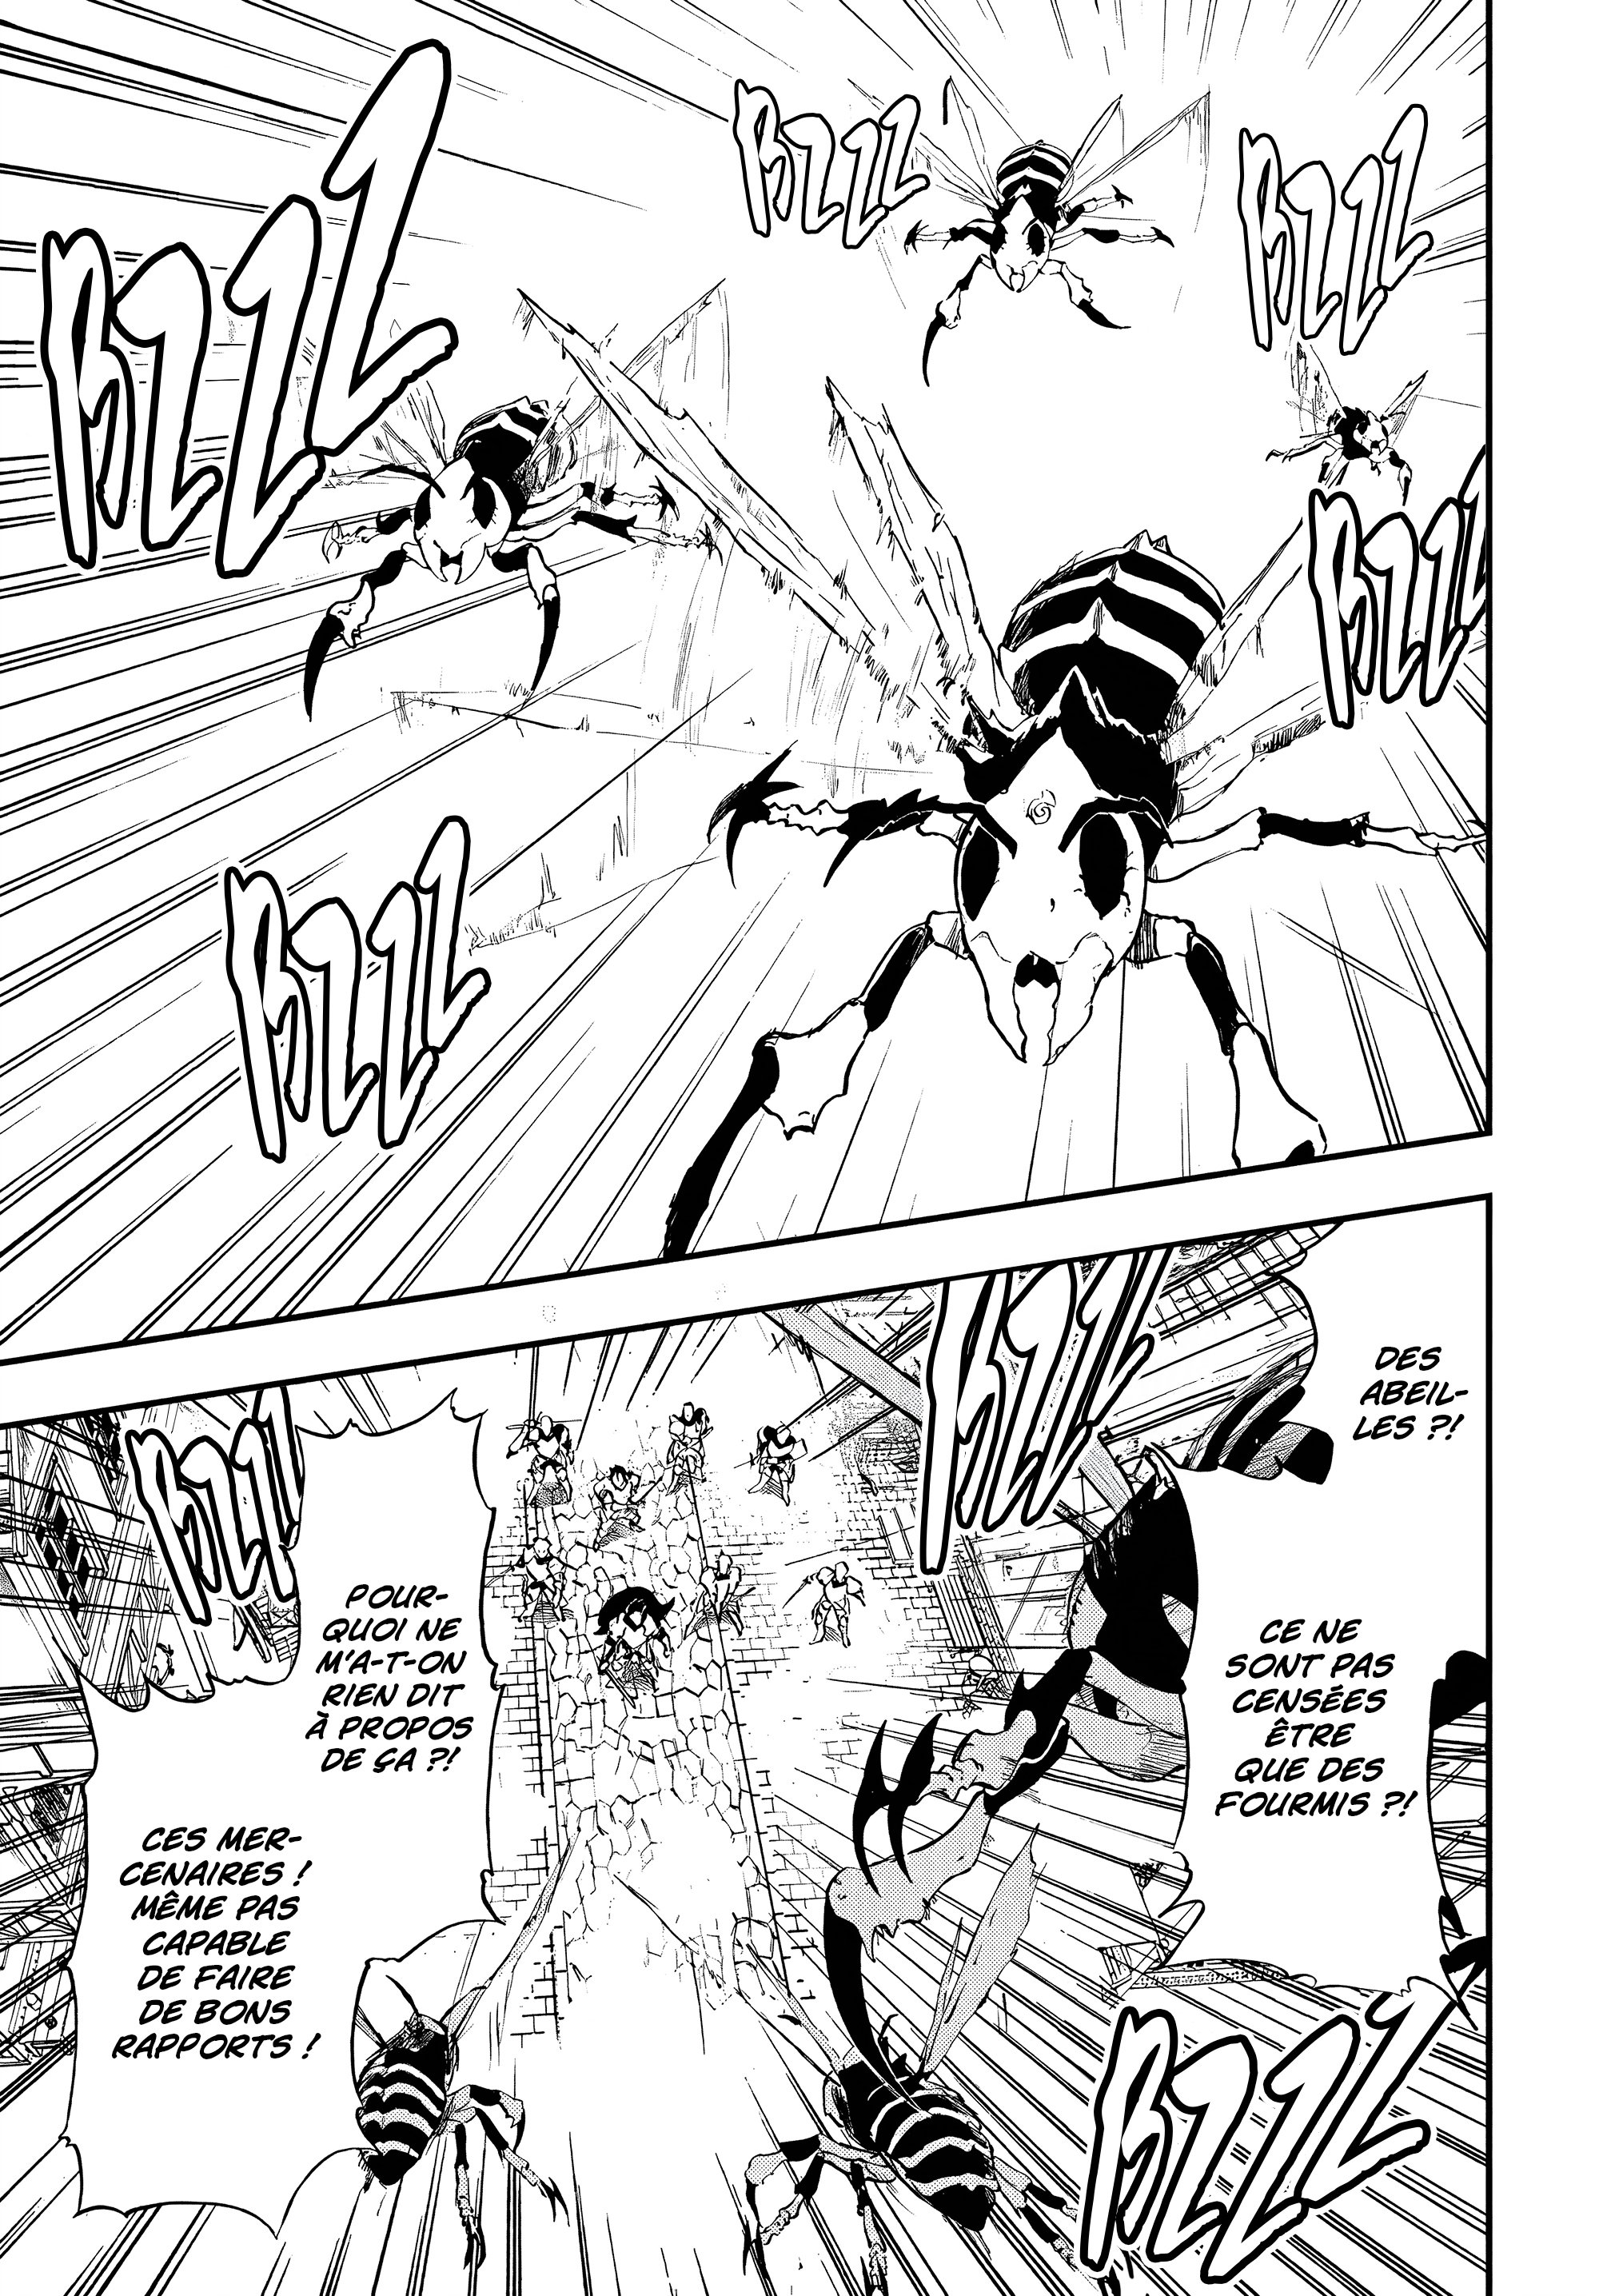 BZZZ
BZZZ
BZZZ
BZZZ
BZZZ
DES
ABEIL-
LES ?!
BZZZ
CE NE
SONT PAS
CENSÉES
ÊTRE
QUE DES
FOURMIS ?!
BZZZ
POUR-
QUOI NE
M'A-T-ON
RIEN DIT
À PROPOS
DE ÇA ?!
BZZZ
CES MER-
CENAIRES !
MÊME PAS
CAPABLE
DE FAIRE
DE BONS
RAPPORTS !